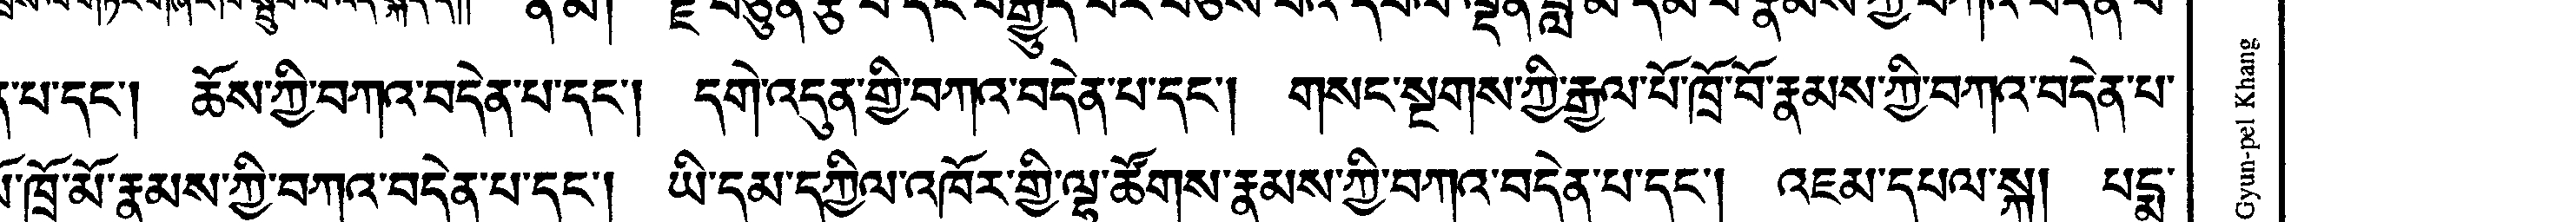 ན་མོ། རྗེ་བཙུན་རྩ་བ་དང་བརྒྱུད་པར་བཅས་པའི་དཔལ་ལྡན་བླ་མ་དམ་པ་རྣམས་ཀྱི་བཀའ་བདེན་པ་
པ་དང་། ཆོས་ཀྱི་བཀའ་བདེན་པ་དང་། དགེ་འདུན་གྱི་བཀའ་བདེན་པ་དང་། གསང་སྔགས་ཀྱི་རྒྱལ་པོ་ཁྲོ་བོ་རྣམས་ཀྱི་བཀའ་བདེན་པ་
ཁྲོ་མོ་རྣམས་ཀྱི་བཀའ་བདེན་པ་དང་། ཡི་དམ་དཀྱིལ་འཁོར་གྱི་ལྷ་ཚོགས་རྣམས་ཀྱི་བཀའ་བདེན་པ་དང་། འཇམ་དཔལ་སྐུ། པདྨ་
Gyun-pel Khang